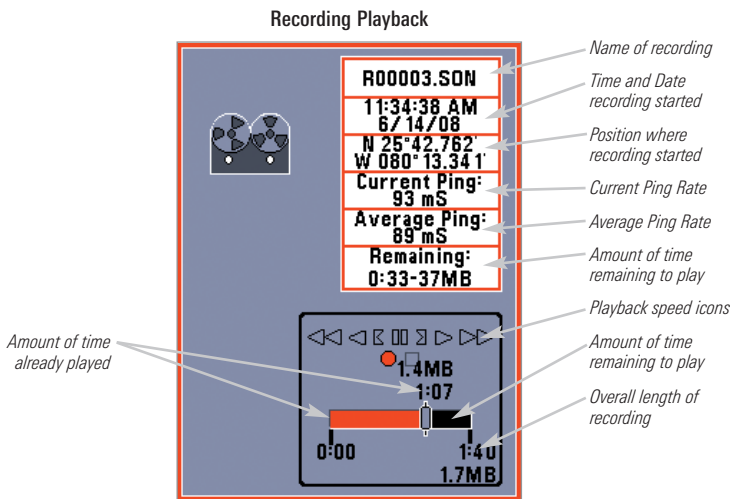 Recording Playback
R00003.SON
11:34:38 AM
6/14/08
N 25°42.762'
W 080°13.341'
Current Ping:
93 mS
Average Ping:
89 mS
Remaining:
0:33-37MB
1.4MB
1:07
0:00
1:40
1.7MB
Name of recording
Time and Date
recording started
Position where
recording started
Current Ping Rate
Average Ping Rate
Amount of time
remaining to play
Playback speed icons
Amount of time
remaining to play
Overall length of
recording
Amount of time
already played